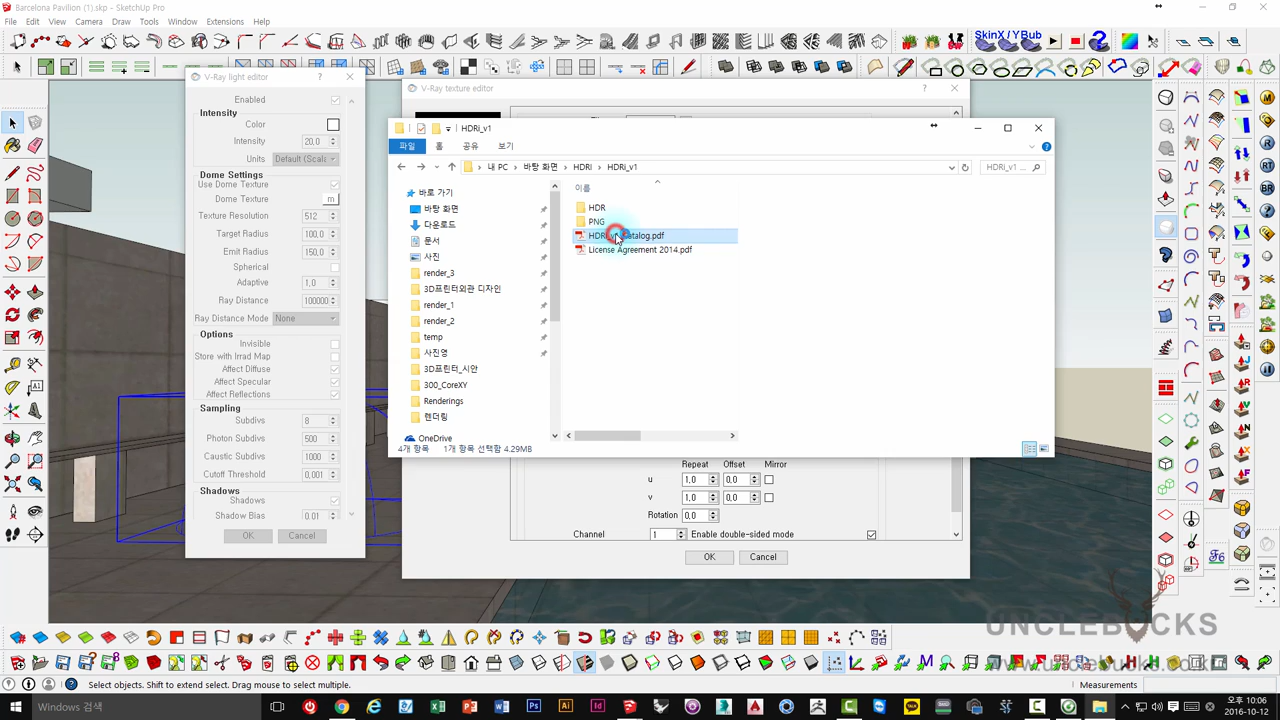 Barcelona Pavilion (1).skp - SketchUp Pro
File Edit View Camera Draw Tools Window Extensions Help
SkinX / YBub
V-Ray light editor ?
Enabled
Intensity
Color
Intensity 20,0
Units Default (Scala
Dome Settings
Use Dome Texture
Dome Texture m
Texture Resolution 512
Target Radius 100,0
Emit Radius 150,0
Spherical
Adaptive 1,0
Ray Distance 100000
Ray Distance Mode None
Options
Invisible
Store with Irrad Map
Affect Diffuse
Affect Specular
Affect Reflections
Sampling
Subdivs 8
Photon Subdivs 500
Caustic Subdivs 1000
Cutoff Threshold 0,001
Shadows
Shadows
Shadow Bias 0.01
OK Cancel
V-Ray texture editor ?
HDRi_v1
파일 홈 공유 보기
내 PC 바탕 화면 HDRI HDRi_v1
HDRi_v1 ...
바로 가기
바탕 화면
다운로드
문서
사진
render_3
3D프린터외관 디자인
render_1
render_2
temp
사진영
3D프린터_시안
300_CoreXY
Renderings
렌더링
OneDrive
이름
HDR
PNG
License Agreement 2014.pdf
4개 항목 1개 항목 선택함 4.29MB
Repeat Offset Mirror
u 1,0 0,0
v 1,0 0,0
Rotation 0,0
Channel 1 Enable double-sided mode
OK Cancel
UNCLEBUCKS
Select objects. Shift to extend select. Drag mouse to select multiple.
Measurements
Windows 검색
오후 10:06
2016-10-12